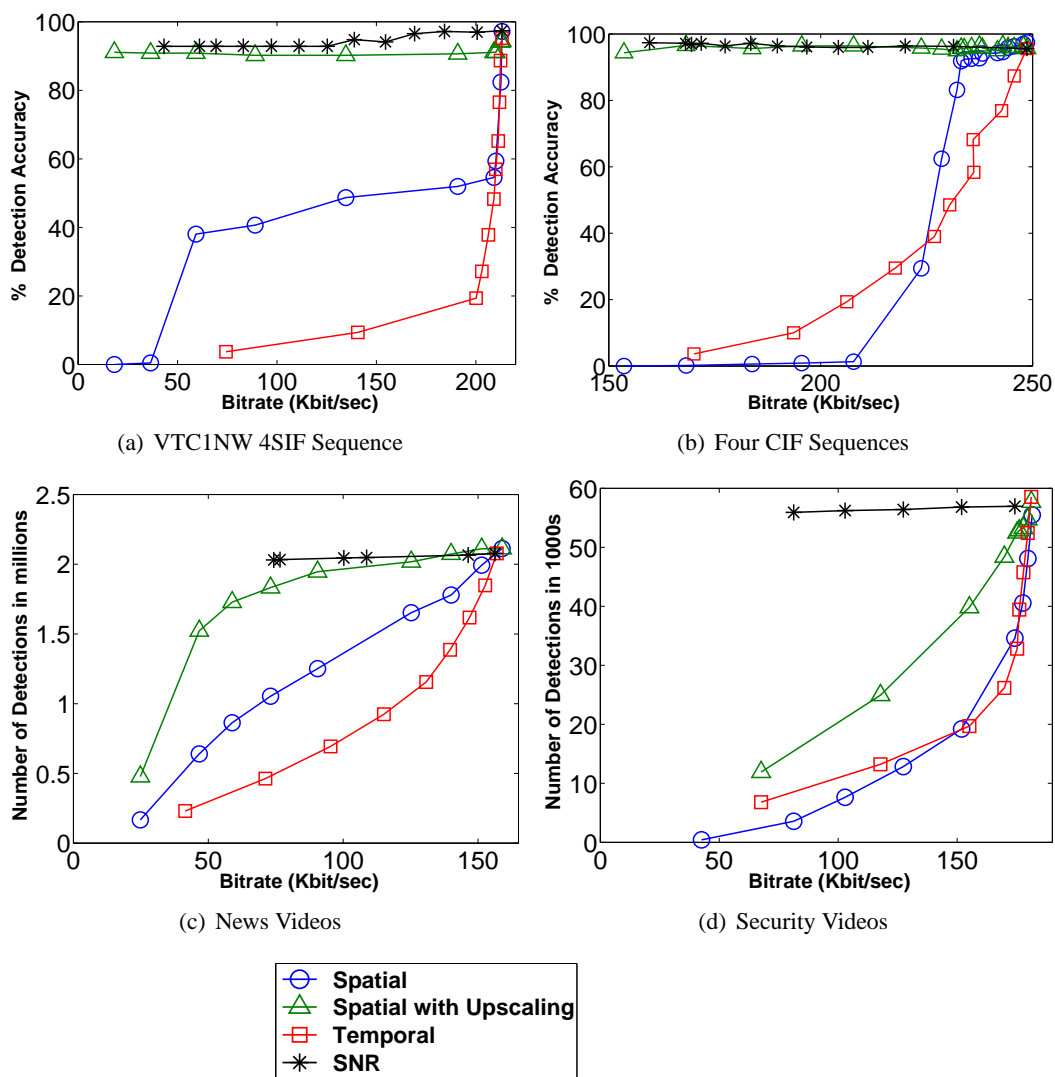 100
80
60
40
20
0
% Detection Accuracy
0 50 100 150 200
Bitrate (Kbit/sec)
(a) VTC1NW 4SIF Sequence
100
80
60
40
20
0
% Detection Accuracy
150 200 250
Bitrate (Kbit/sec)
(b) Four CIF Sequences
2.5
2
1.5
1
0.5
0
Number of Detections in millions
0 50 100 150
Bitrate (Kbit/sec)
(c) News Videos
60
50
40
30
20
10
0
Number of Detections in 1000s
0 50 100 150
Bitrate (Kbit/sec)
(d) Security Videos
Spatial
Spatial with Upscaling
Temporal
SNR